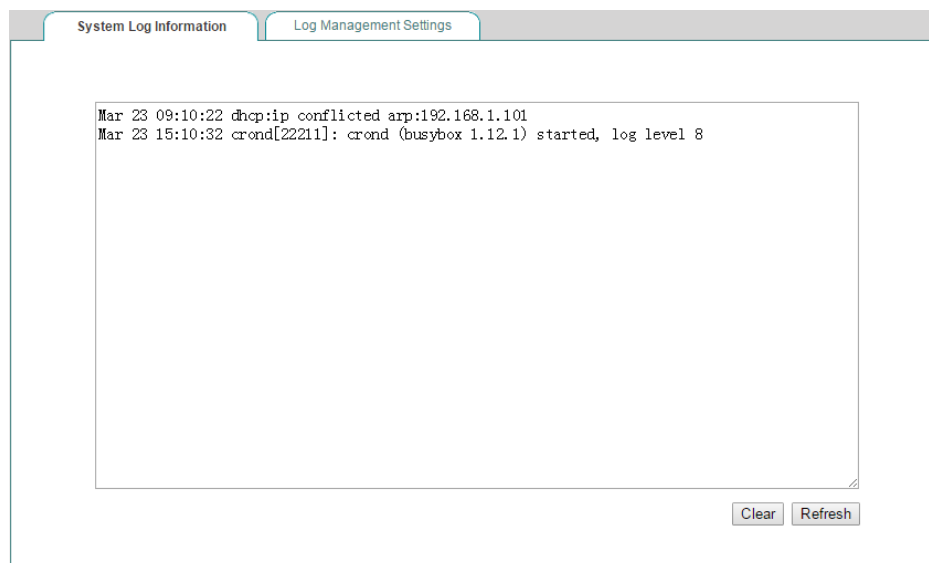 System Log Information
Log Management Settings
Mar 23 09:10:22 dhcp:ip conflicted arp:192.168.1.101
Mar 23 15:10:32 crond[22211]: crond (busybox 1.12.1) started, log level 8
Clear
Refresh